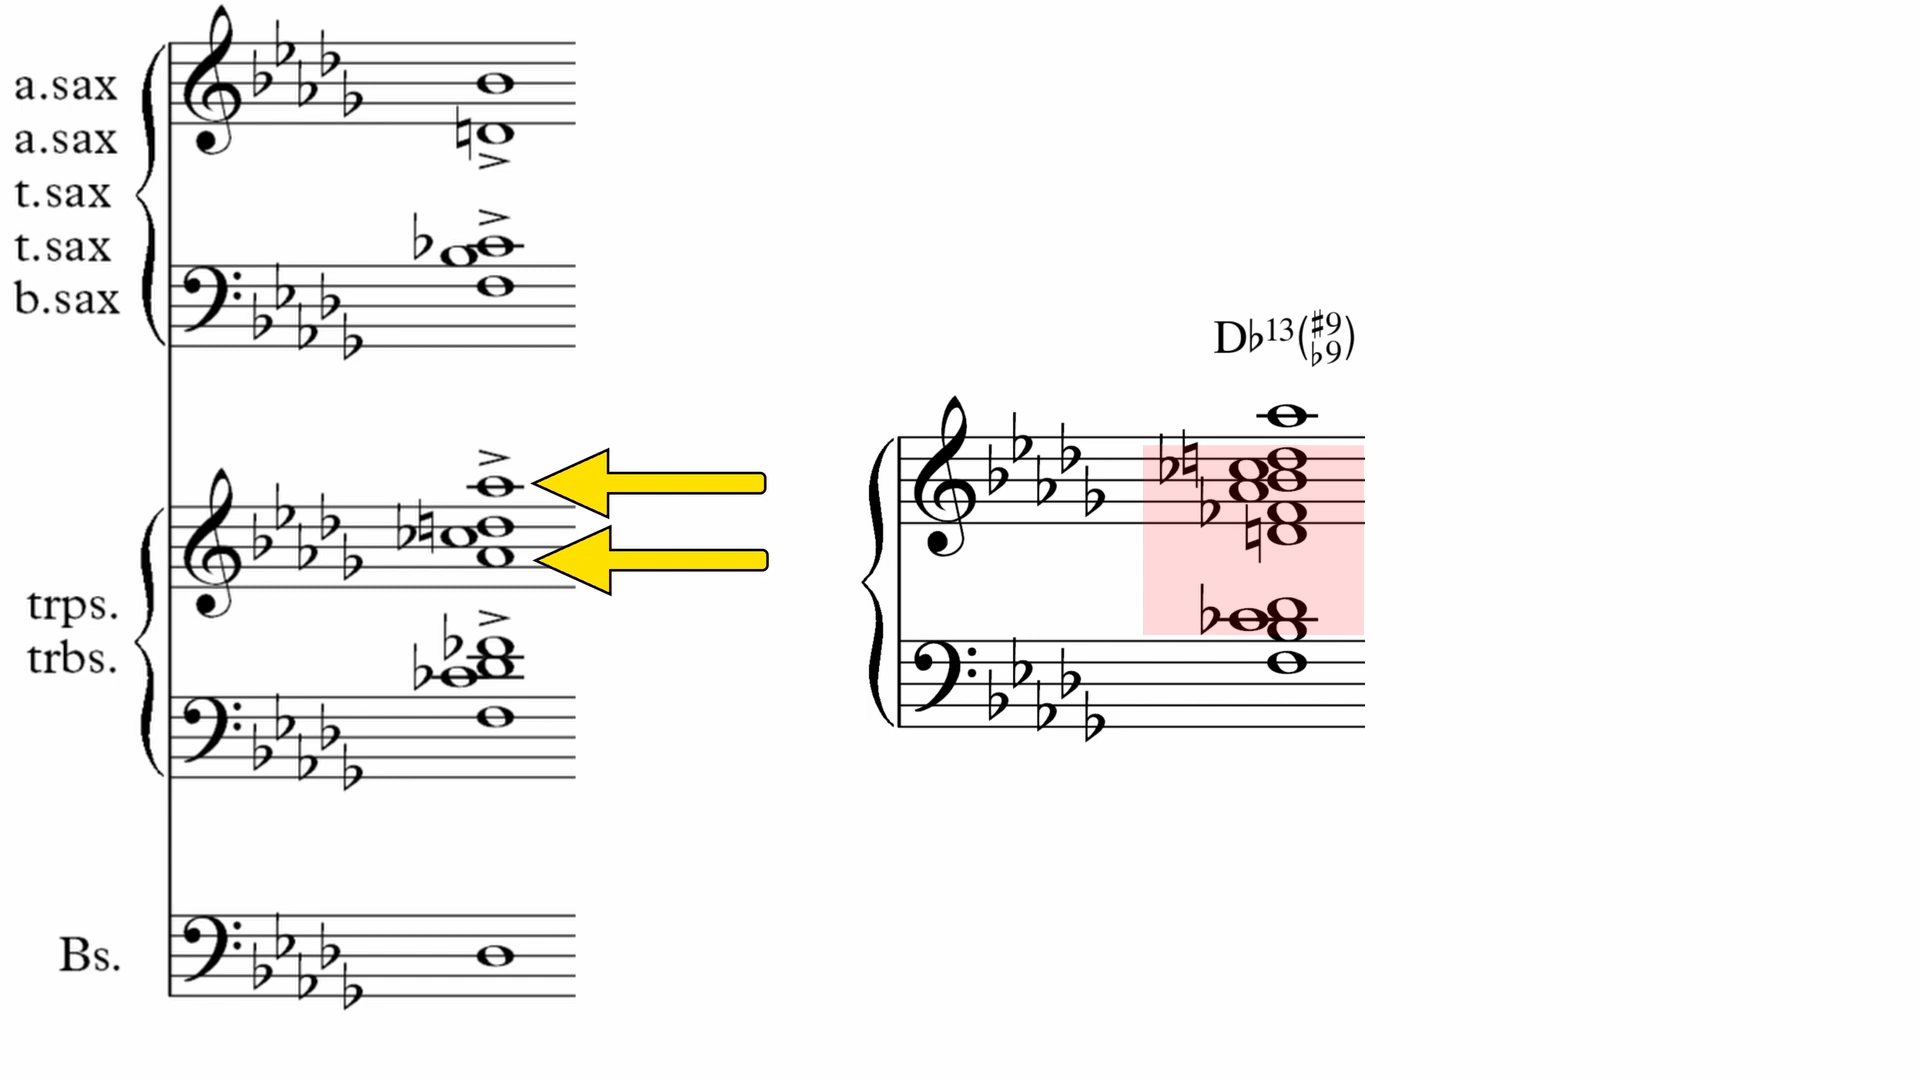 a.sax
a.sax
t.sax
t.sax
b.sax
trps.
trbs.
Bs.
D♭13(♯9
♭9)